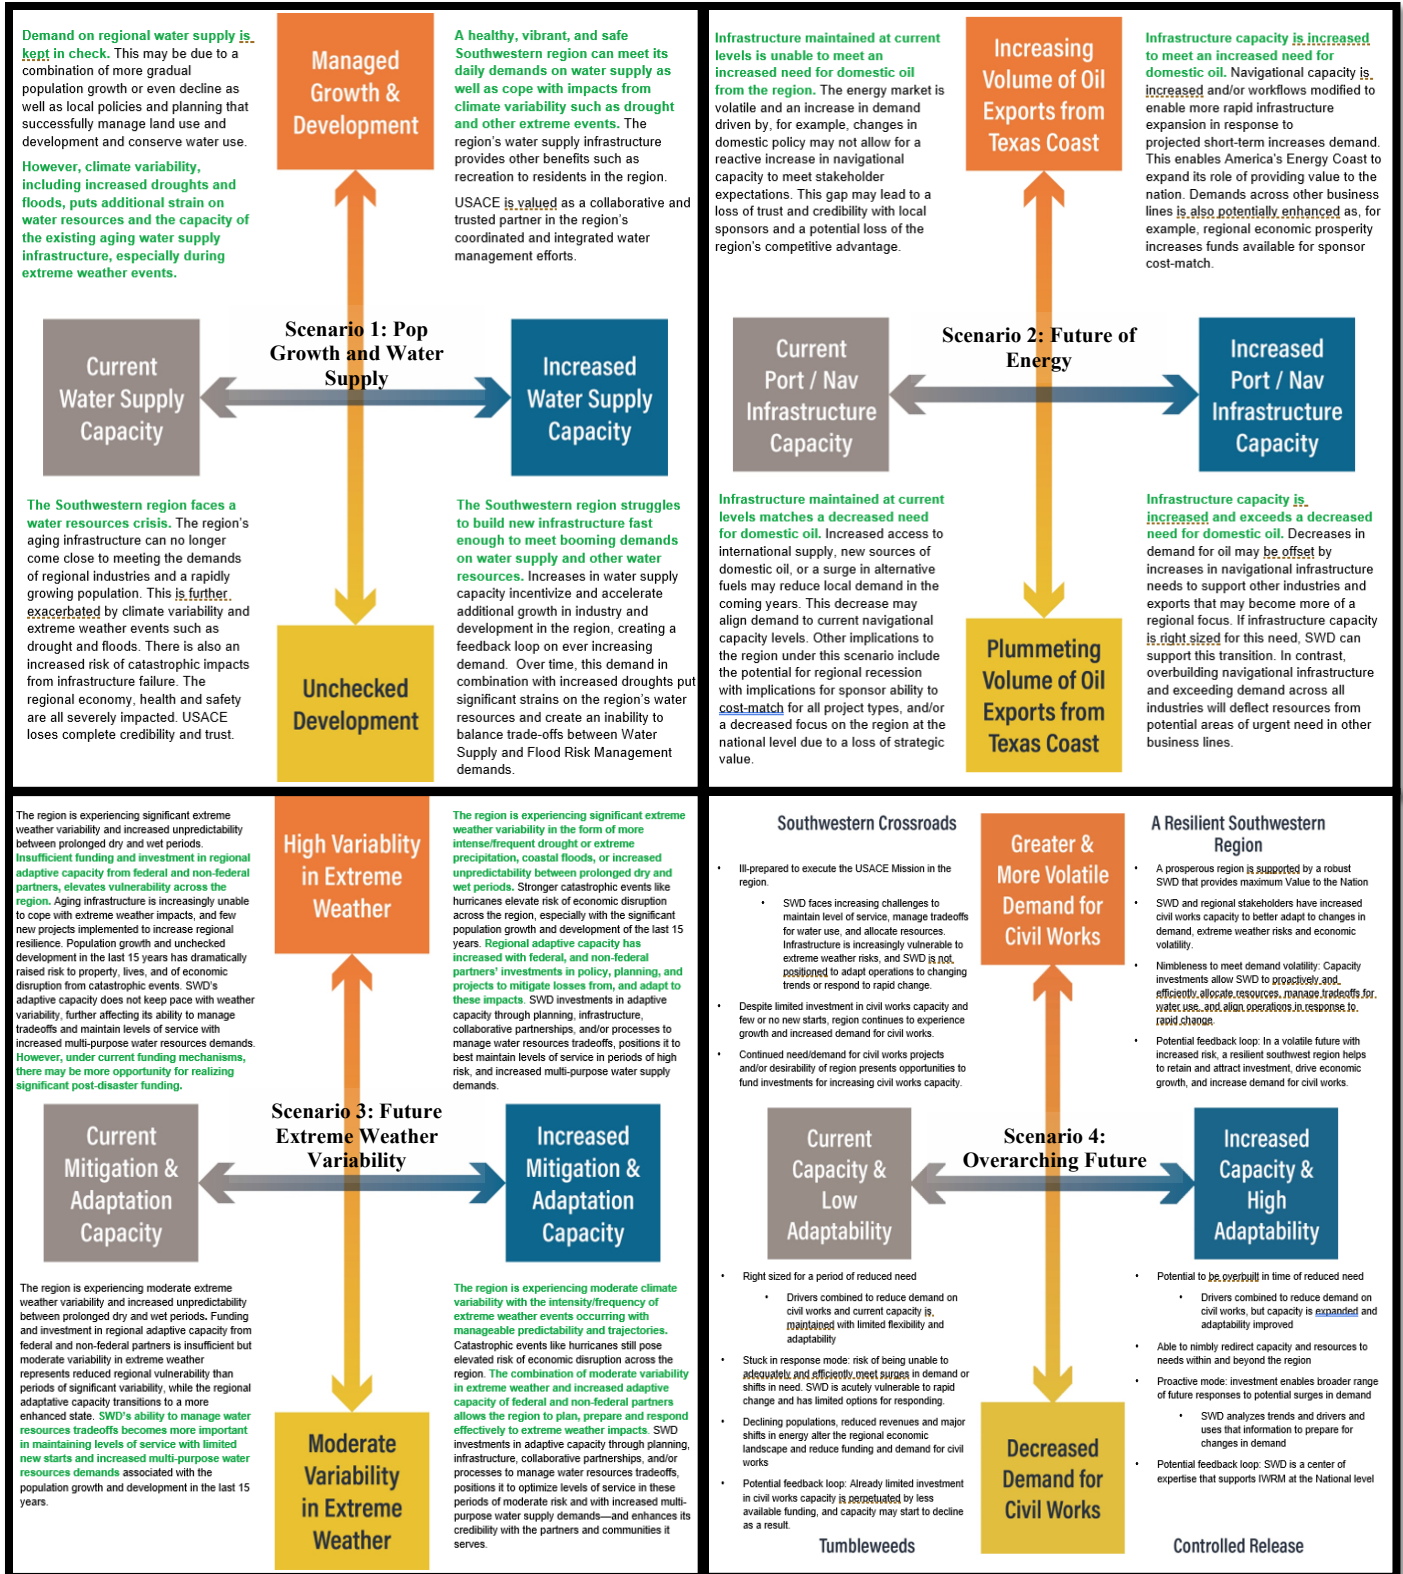 Demand on regional water supply is
kept in check. This may be due to a
combination of more gradual
population growth or even decline as
well as local policies and planning that
successfully manage land use and
development and conserve water use.
However, climate variability,
including increased droughts and
floods, puts additional strain on
water resources and the capacity of
the existing aging water supply
infrastructure, especially during
extreme weather events.
Managed
Growth &
Development
A healthy, vibrant, and safe
Southwestern region can meet its
daily demands on water supply as
well as cope with impacts from
climate variability such as drought
and other extreme events. The
region's water supply infrastructure
provides other benefits such as
recreation to residents in the region.
USACE is valued as a collaborative and
trusted partner in the region's
coordinated and integrated water
management efforts.
Current
Water Supply
Capacity
Scenario 1: Pop
Growth and Water
Supply
Increased
Water Supply
Capacity
The Southwestern region faces a
water resources crisis. The region's
aging infrastructure can no longer
come close to meeting the demands
of regional industries and a rapidly
growing population. This is further
exacerbated by climate variability and
extreme weather events such as
drought and floods. There is also an
increased risk of catastrophic impacts
from infrastructure failure. The
regional economy, health and safety
are all severely impacted. USACE
loses complete credibility and trust.
Unchecked
Development
The Southwestern region struggles
to build new infrastructure fast
enough to meet booming demands
on water supply and other water
resources. Increases in water supply
capacity incentivize and accelerate
additional growth in industry and
development in the region, creating a
feedback loop on ever increasing
demand.  Over time, this demand in
combination with increased droughts put
significant strains on the region's water
resources and create an inability to
balance trade-offs between Water
Supply and Flood Risk Management
demands.
Infrastructure maintained at current
levels is unable to meet an
increased need for domestic oil
from the region. The energy market is
volatile and an increase in demand
driven by, for example, changes in
domestic policy may not allow for a
reactive increase in navigational
capacity to meet stakeholder
expectations. This gap may lead to a
loss of trust and credibility with local
sponsors and a potential loss of the
region's competitive advantage.
Increasing
Volume of Oil
Exports from
Texas Coast
Infrastructure capacity is increased
to meet an increased need for
domestic oil. Navigational capacity is
increased and/or workflows modified to
enable more rapid infrastructure
expansion in response to
projected short-term increases demand.
This enables America's Energy Coast to
expand its role of providing value to the
nation. Demands across other business
lines is also potentially enhanced as, for
example, regional economic prosperity
increases funds available for sponsor
cost-match.
Current
Port / Nav
Infrastructure
Capacity
Scenario 2: Future of
Energy
Increased
Port / Nav
Infrastructure
Capacity
Infrastructure maintained at current
levels matches a decreased need
for domestic oil. Increased access to
international supply, new sources of
domestic oil, or a surge in alternative
fuels may reduce local demand in the
coming years. This decrease may
align demand to current navigational
capacity levels. Other implications to
the region under this scenario include
the potential for regional recession
with implications for sponsor ability to
cost-match for all project types, and/or
a decreased focus on the region at the
national level due to a loss of strategic
value.
Plummeting
Volume of Oil
Exports from
Texas Coast
Infrastructure capacity is
increased and exceeds a decreased
need for domestic oil. Decreases in
demand for oil may be offset by
increases in navigational infrastructure
needs to support other industries and
exports that may become more of a
regional focus. If infrastructure capacity
is right sized for this need, SWD can
support this transition. In contrast,
overbuilding navigational infrastructure
and exceeding demand across all
industries will deflect resources from
potential areas of urgent need in other
business lines.
The region is experiencing significant extreme
weather variability and increased unpredictability
between prolonged dry and wet periods.
Insufficient funding and investment in regional
adaptive capacity from federal and non-federal
partners, elevates vulnerability across the
region. Aging infrastructure is increasingly unable
to cope with extreme weather impacts, and few
new projects implemented to increase regional
resilience. Population growth and unchecked
development in the last 15 years has dramatically
raised risk to property, lives, and of economic
disruption from catastrophic events. SWD's
adaptive capacity does not keep pace with weather
variability, further affecting its ability to manage
tradeoffs and maintain levels of service with
increased multi-purpose water resources demands.
However, under current funding mechanisms,
there may be more opportunity for realizing
significant post-disaster funding.
High Variablity
in Extreme
Weather
The region is experiencing significant extreme
weather variability in the form of more
intense/frequent drought or extreme
precipitation, coastal floods, or increased
unpredictability between prolonged dry and
wet periods. Stronger catastrophic events like
hurricanes elevate risk of economic disruption
across the region, especially with the significant
population growth and development of the last 15
years. Regional adaptive capacity has
increased with federal, and non-federal
partners' investments in policy, planning, and
projects to mitigate losses from, and adapt to
these impacts. SWD investments in adaptive
capacity through planning, infrastructure,
collaborative partnerships, and/or processes to
manage water resources tradeoffs, positions it to
best maintain levels of service in periods of high
risk, and increased multi-purpose water supply
demands.
Current
Mitigation &
Adaptation
Capacity
Scenario 3: Future
Extreme Weather
Variability
Increased
Mitigation &
Adaptation
Capacity
The region is experiencing moderate extreme
weather variability and increased unpredictability
between prolonged dry and wet periods. Funding
and investment in regional adaptive capacity from
federal and non-federal partners is insufficient but
moderate variability in extreme weather
represents reduced regional vulnerability than
periods of significant variability, while the regional
adaptative capacity transitions to a more
enhanced state. SWD's ability to manage water
resources tradeoffs becomes more important
in maintaining levels of service with limited
new starts and increased multi-purpose water
resources demands associated with the
population growth and development in the last 15
years.
Moderate
Variability
in Extreme
Weather
The region is experiencing moderate climate
variability with the intensity/frequency of
extreme weather events occurring with
manageable predictability and trajectories.
Catastrophic events like hurricanes still pose
elevated risk of economic disruption across the
region. The combination of moderate variability
in extreme weather and increased adaptive
capacity of federal and non-federal partners
allows the region to plan, prepare and respond
effectively to extreme weather impacts. SWD
investments in adaptive capacity through planning,
infrastructure, collaborative partnerships, and/or
processes to manage water resources tradeoffs,
positions it to optimize levels of service in these
periods of moderate risk and with increased multi-
purpose water supply demands—and enhances its
credibility with the partners and communities it
serves.
Southwestern Crossroads
• Ill-prepared to execute the USACE Mission in the
region.
• SWD faces increasing challenges to
maintain level of service, manage tradeoffs
for water use, and allocate resources.
Infrastructure is increasingly vulnerable to
extreme weather risks, and SWD is not
positioned to adapt operations to changing
trends or respond to rapid change.
• Despite limited investment in civil works capacity and
few or no new starts, region continues to experience
growth and increased demand for civil works.
• Continued need/demand for civil works projects
and/or desirability of region presents opportunities to
fund investments for increasing civil works capacity.
Greater &
More Volatile
Demand for
Civil Works
A Resilient Southwestern
Region
• A prosperous region is supported by a robust
SWD that provides maximum Value to the Nation
• SWD and regional stakeholders have increased
civil works capacity to better adapt to changes in
demand, extreme weather risks and economic
volatility.
• Nimbleness to meet demand volatility: Capacity
investments allow SWD to proactively and
efficiently allocate resources, manage tradeoffs for
water use, and align operations in response to
rapid change.
• Potential feedback loop: In a volatile future with
increased risk, a resilient southwest region helps
to retain and attract investment, drive economic
growth, and increase demand for civil works.
Current
Capacity &
Low
Adaptability
Scenario 4:
Overarching Future
Increased
Capacity &
High
Adaptability
• Right sized for a period of reduced need
• Drivers combined to reduce demand on
civil works and current capacity is
maintained with limited flexibility and
adaptability
• Stuck in response mode: risk of being unable to
adequately and efficiently meet surges in demand or
shifts in need. SWD is acutely vulnerable to rapid
change and has limited options for responding.
• Declining populations, reduced revenues and major
shifts in energy alter the regional economic
landscape and reduce funding and demand for civil
works
• Potential feedback loop: Already limited investment
in civil works capacity is perpetuated by less
available funding, and capacity may start to decline
as a result.
Tumbleweeds
Decreased
Demand for
Civil Works
• Potential to be overbuilt in time of reduced need
• Drivers combined to reduce demand on
civil works, but capacity is expanded and
adaptability improved
• Able to nimbly redirect capacity and resources to
needs within and beyond the region
• Proactive mode: investment enables broader range
of future responses to potential surges in demand
• SWD analyzes trends and drivers and
uses that information to prepare for
changes in demand
• Potential feedback loop: SWD is a center of
expertise that supports IWRM at the National level
Controlled Release